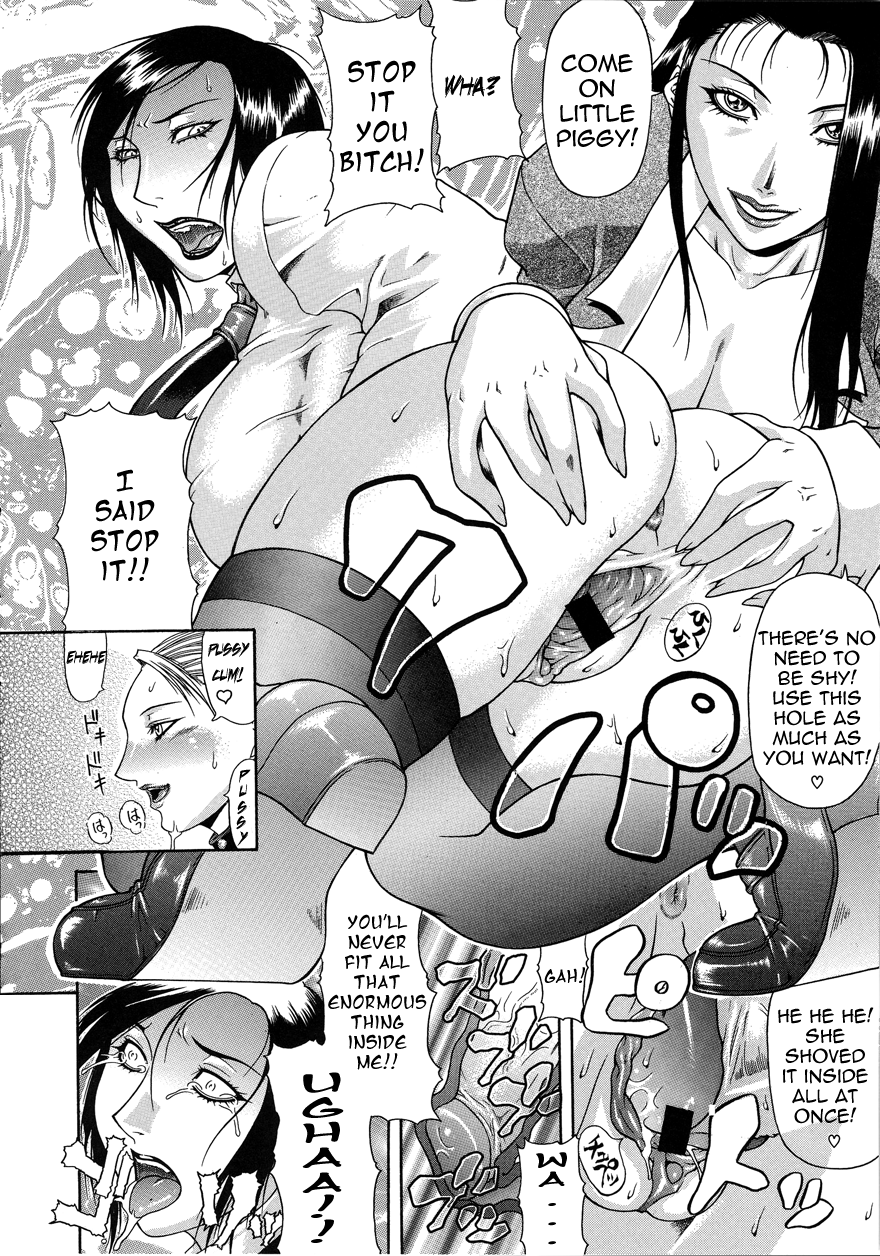 COME
ON
LITTLE
PIGGY!
WHA?
STOP
IT
YOU
BITCH!
I
SAID
STOP
IT!!
THERE'S NO
NEED TO
BE SHY!
USE THIS
HOLE AS
MUCH AS
YOU WANT!
♡
PUSSY
CUM!
♡
EHEHE
PUSSY
ドキ
ドキ
はっ
はっ
GAH!
YOU'LL
NEVER
FIT ALL
THAT
ENORMOUS
THING
INSIDE
ME!!
HE HE HE!
SHE
SHOVED
IT INSIDE
ALL AT
ONCE!
♡
WA...
UGHAA!!